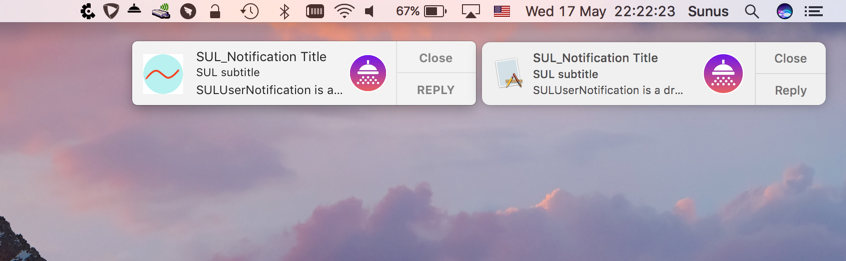 67% Wed 17 May 22:22:23 Sunus
SUL_Notification Title
SUL subtitle
SULUserNotification is a...
Close
REPLY
SUL_Notification Title
SUL subtitle
SULUserNotification is a dr...
Close
Reply